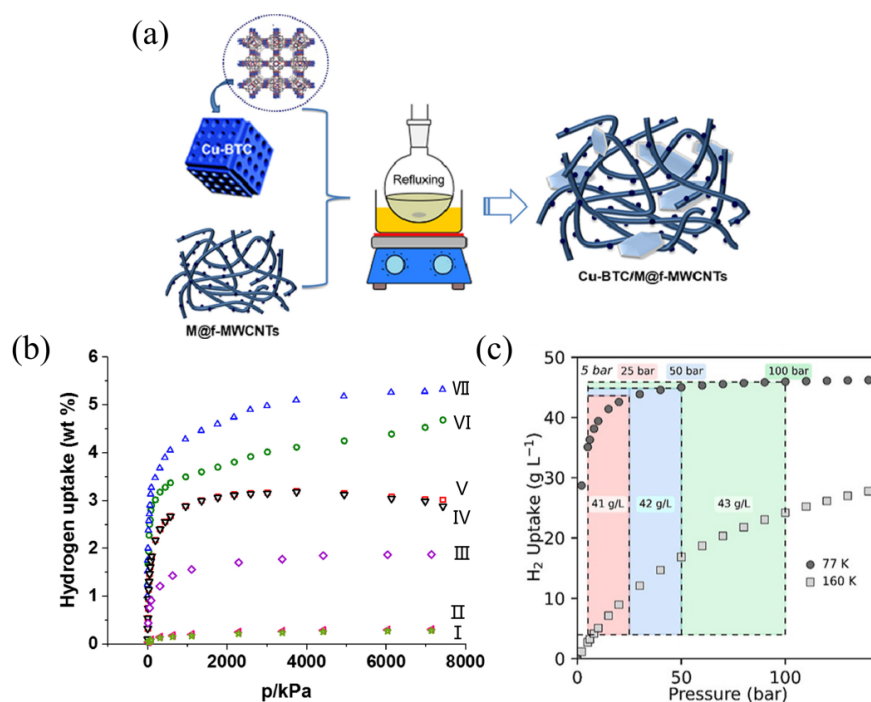 (a)
Cu-BTC
Refluxing
M@f-MWCNTs
Cu-BTC/M@f-MWCNTs
(b)
Hydrogen uptake (wt %)
6
5
4
3
2
1
0
0 2000 4000 6000 8000
p/kPa
VII
VI
V
IV
III
II
I
(c)
H₂ Uptake (g L⁻¹)
50
40
30
20
10
0
5 bar 25 bar 50 bar 100 bar
41 g/L 42 g/L 43 g/L
77 K
160 K
50 100
Pressure (bar)